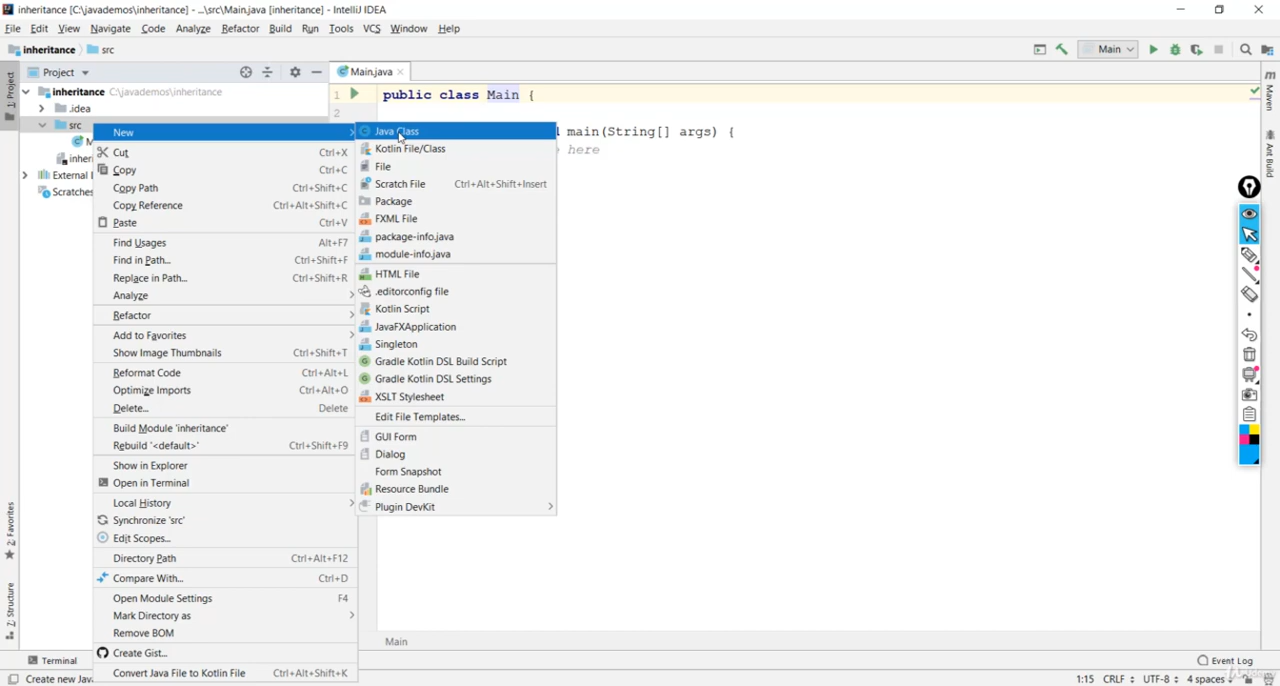 inheritance [C:\javademos\inheritance] - ...\src\Main.java [inheritance] - IntelliJ IDEA
File Edit View Navigate Code Analyze Refactor Build Run Tools VCS Window Help
inheritance src Main
Project Main.java
1: Project
inheritance C:\javademos\inheritance
.idea
src
M
inheri
External
Scratches
1 public class Main {
2
main(String[] args) {
here
New
Cut Ctrl+X
Copy Ctrl+C
Copy Path Ctrl+Shift+C
Copy Reference Ctrl+Alt+Shift+C
Paste Ctrl+V
Find Usages Alt+F7
Find in Path... Ctrl+Shift+F
Replace in Path... Ctrl+Shift+R
Analyze
Refactor
Add to Favorites
Show Image Thumbnails Ctrl+Shift+T
Reformat Code Ctrl+Alt+L
Optimize Imports Ctrl+Alt+O
Delete... Delete
Build Module 'inheritance'
Rebuild '<default>' Ctrl+Shift+F9
Show in Explorer
Open in Terminal
Local History
Synchronize 'src'
Edit Scopes...
Directory Path Ctrl+Alt+F12
Compare With... Ctrl+D
Open Module Settings F4
Mark Directory as
Remove BOM
Create Gist...
Convert Java File to Kotlin File Ctrl+Alt+Shift+K
Java Class
Kotlin File/Class
File
Scratch File Ctrl+Alt+Shift+Insert
Package
FXML File
package-info.java
module-info.java
HTML File
.editorconfig file
Kotlin Script
JavaFXApplication
Singleton
Gradle Kotlin DSL Build Script
Gradle Kotlin DSL Settings
XSLT Stylesheet
Edit File Templates...
GUI Form
Dialog
Form Snapshot
Resource Bundle
Plugin DevKit
Maven
Ant Build
2: Favorites
Z: Structure
Main
Terminal Event Log
Create new Jav 1:15 CRLF UTF-8 4 spaces